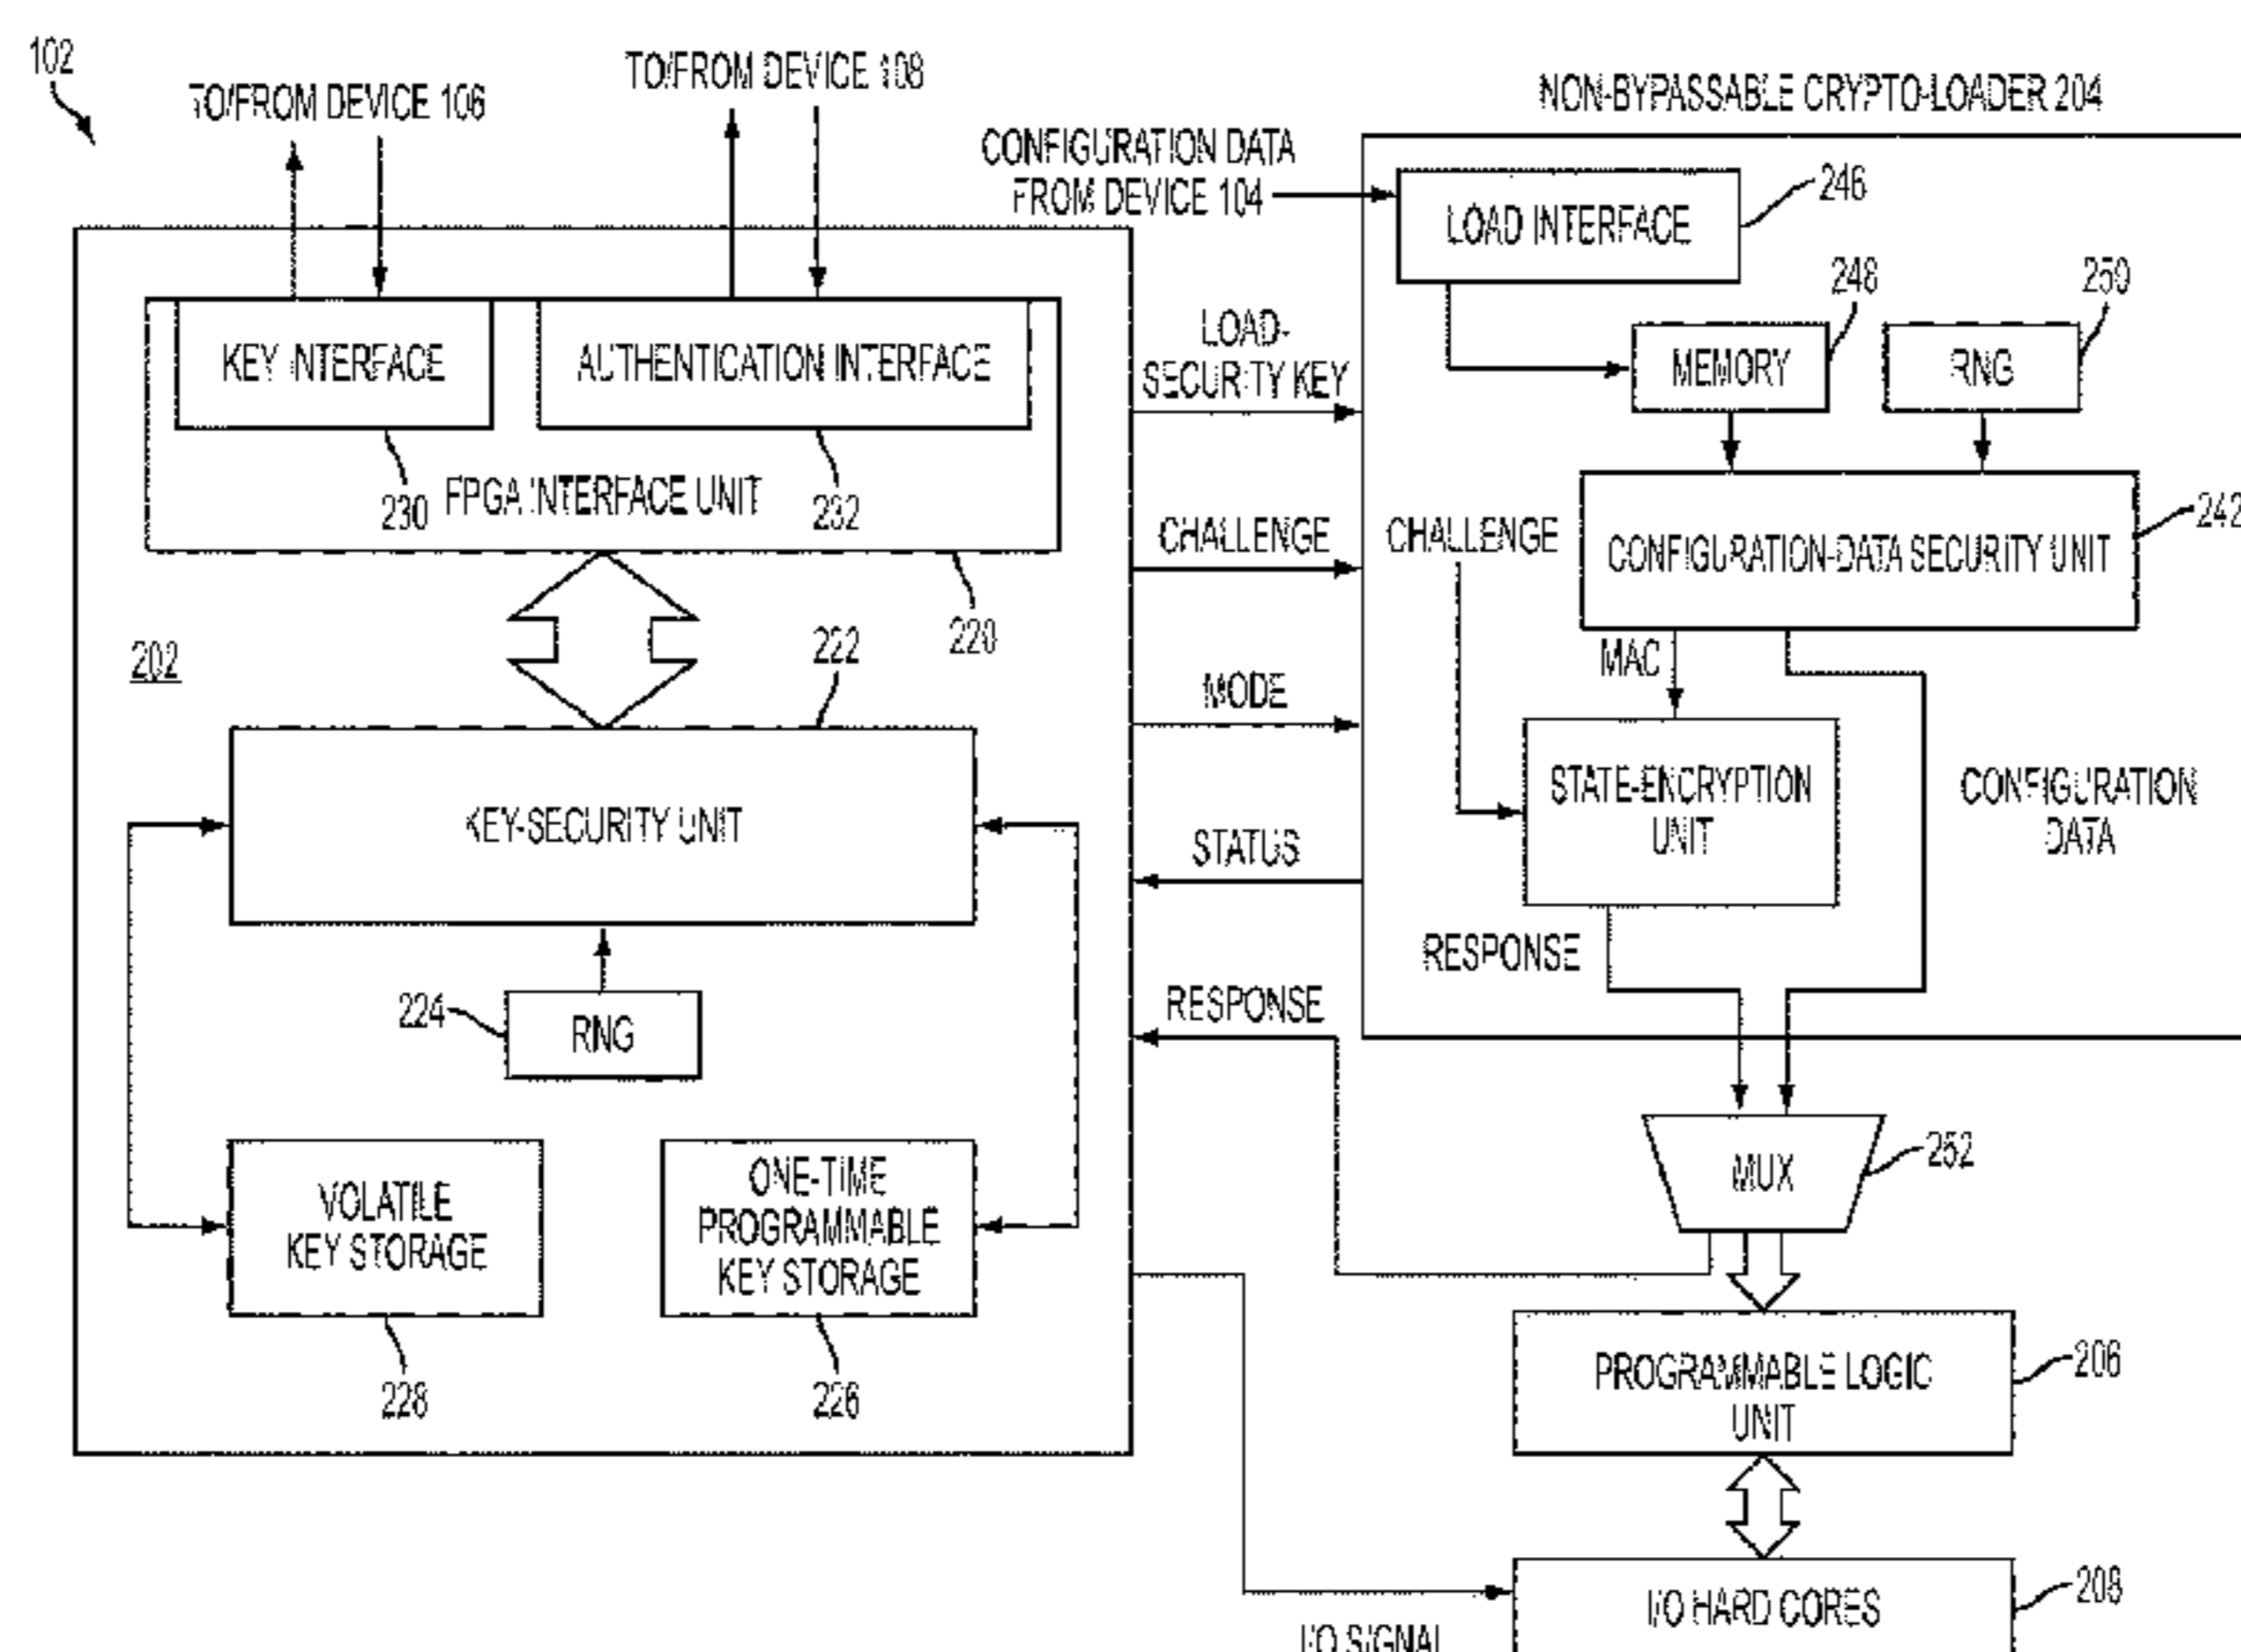 102
TO/FROM DEVICE 106
TO/FROM DEVICE 108
CONFIGURATION DATA
FROM DEVICE 104
NON-BYPASSABLE CRYPTO-LOADER 204
LOAD INTERFACE
246
MEMORY
248
RNG
250
KEY INTERFACE
AUTHENTICATION INTERFACE
230
FPGA INTERFACE UNIT
232
220
202
LOAD-
SECURITY KEY
CHALLENGE
MODE
STATUS
RESPONSE
CHALLENGE
CONFIGURATION-DATA SECURITY UNIT
242
MAC
STATE-ENCRYPTION
UNIT
CONFIGURATION
DATA
RESPONSE
222
KEY-SECURITY UNIT
224
RNG
VOLATILE
KEY STORAGE
228
ONE-TIME
PROGRAMMABLE
KEY STORAGE
226
MUX
252
PROGRAMMABLE LOGIC
UNIT
206
I/O HARD CORES
208
I/O SIGNAL